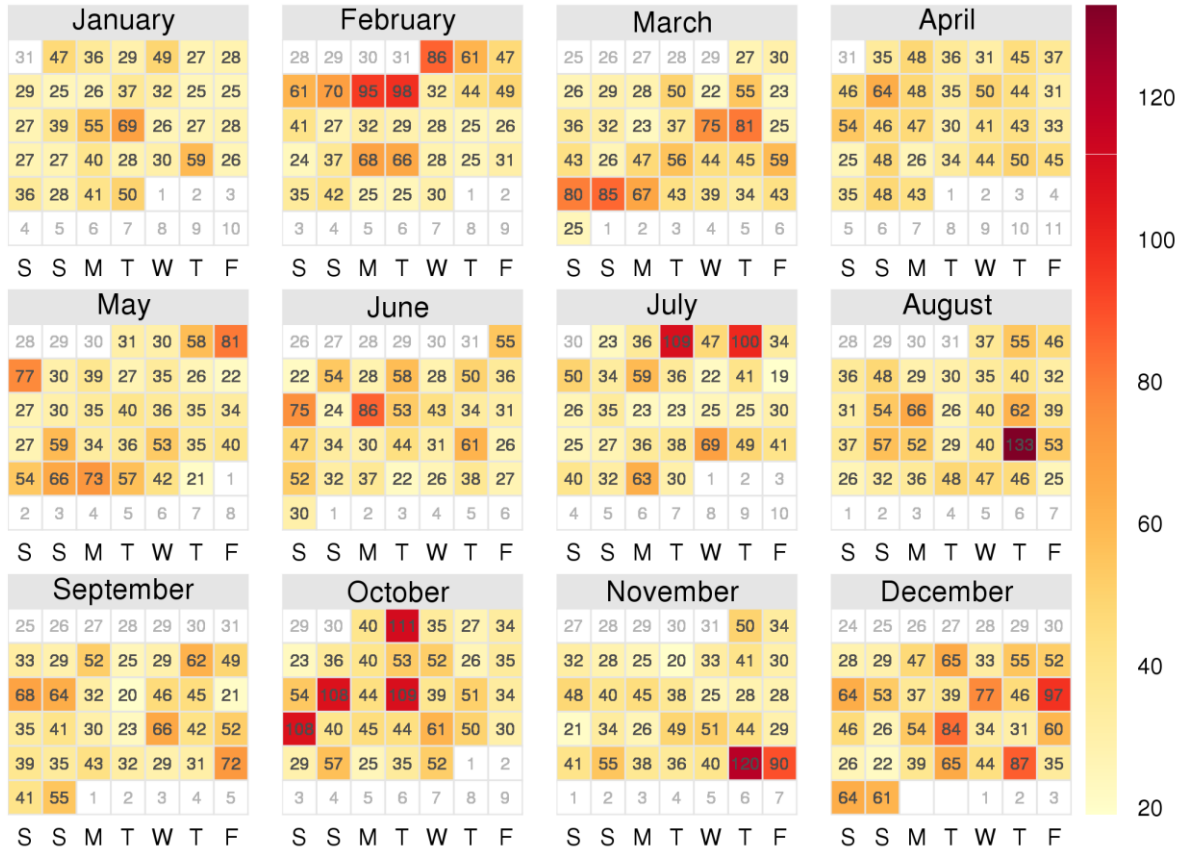 January February March April
31 47 36 29 49 27 28 28 29 30 31 86 61 47 25 26 27 28 29 27 30 31 35 48 36 31 45 37
29 25 26 37 32 25 25 61 70 95 98 32 44 49 26 29 28 50 22 55 23 46 64 48 35 50 44 31
120
27 39 55 69 26 27 28 41 27 32 29 28 25 26 36 32 23 37 75 81 25 54 46 47 30 41 43 33
27 27 40 28 30 59 26 24 37 68 66 28 25 31 43 26 47 56 44 45 59 25 48 26 34 44 50 45
36 28 41 50 1 2 3 35 42 25 25 30 1 2 80 85 67 43 39 34 43 35 48 43 1 2 3 4
4 5 6 7 8 9 10 3 4 5 6 7 8 9 25 1 2 3 4 5 6 5 6 7 8 9 10 11
100
S S M T W T F S S M T W T F S S M T W T F S S M T W T F
May June July August
28 29 30 31 30 58 81 26 27 28 29 30 31 55 30 23 36 109 47 100 34 28 29 30 31 37 55 46
77 30 39 27 35 26 22 22 54 28 58 28 50 36 50 34 59 36 22 41 19 36 48 29 30 35 40 32
80
27 30 35 40 36 35 34 75 24 86 53 43 34 31 26 35 23 23 25 25 30 31 54 66 26 40 62 39
27 59 34 36 53 35 40 47 34 30 44 31 61 26 25 27 36 38 69 49 41 37 57 52 29 40 133 53
54 66 73 57 42 21 1 52 32 37 22 26 38 27 40 32 63 30 1 2 3 26 32 36 48 47 46 25
2 3 4 5 6 7 8 30 1 2 3 4 5 6 4 5 6 7 8 9 10 1 2 3 4 5 6 7
60
S S M T W T F S S M T W T F S S M T W T F S S M T W T F
September October November December
25 26 27 28 29 30 31 29 30 40 111 35 27 34 27 28 29 30 31 50 34 24 25 26 27 28 29 30
33 29 52 25 29 62 49 23 36 40 53 52 26 35 32 28 25 20 33 41 30 28 29 47 65 33 55 52
40
68 64 32 20 46 45 21 54 108 44 109 39 51 34 48 40 45 38 25 28 28 64 53 37 39 77 46 97
35 41 30 23 66 42 52 108 40 45 44 61 50 30 21 34 26 49 51 44 29 46 26 54 84 34 31 60
39 35 43 32 29 31 72 29 57 25 35 52 1 2 41 55 38 36 40 120 90 26 22 39 65 44 87 35
41 55 1 2 3 4 5 3 4 5 6 7 8 9 1 2 3 4 5 6 7 64 61 1 2 3
20
S S M T W T F S S M T W T F S S M T W T F S S M T W T F